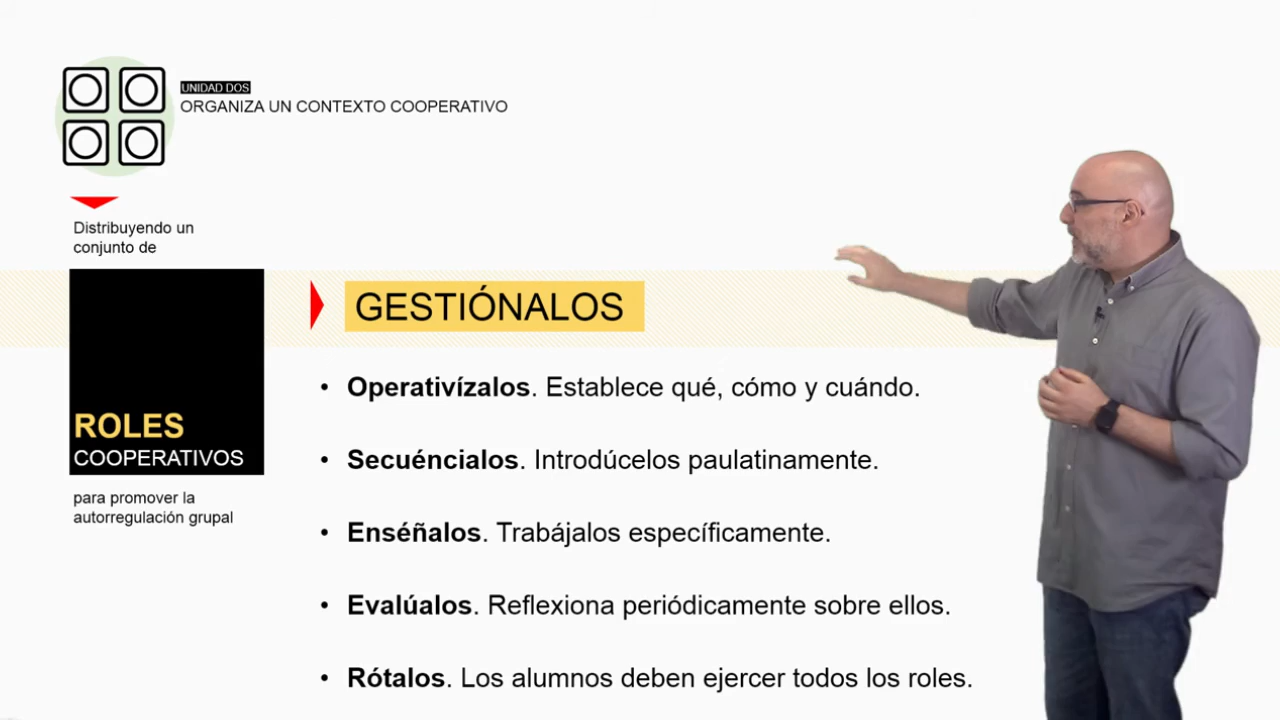 UNIDAD DOS
ORGANIZA UN CONTEXTO COOPERATIVO
Distribuyendo un
conjunto de
ROLES
COOPERATIVOS
para promover la
autorregulación grupal
GESTIÓNALOS
• Operativízalos. Establece qué, cómo y cuándo.
• Secuéncialos. Introdúcelos paulatinamente.
• Enséñalos. Trabájalos específicamente.
• Evalúalos. Reflexiona periódicamente sobre ellos.
• Rótalos. Los alumnos deben ejercer todos los roles.